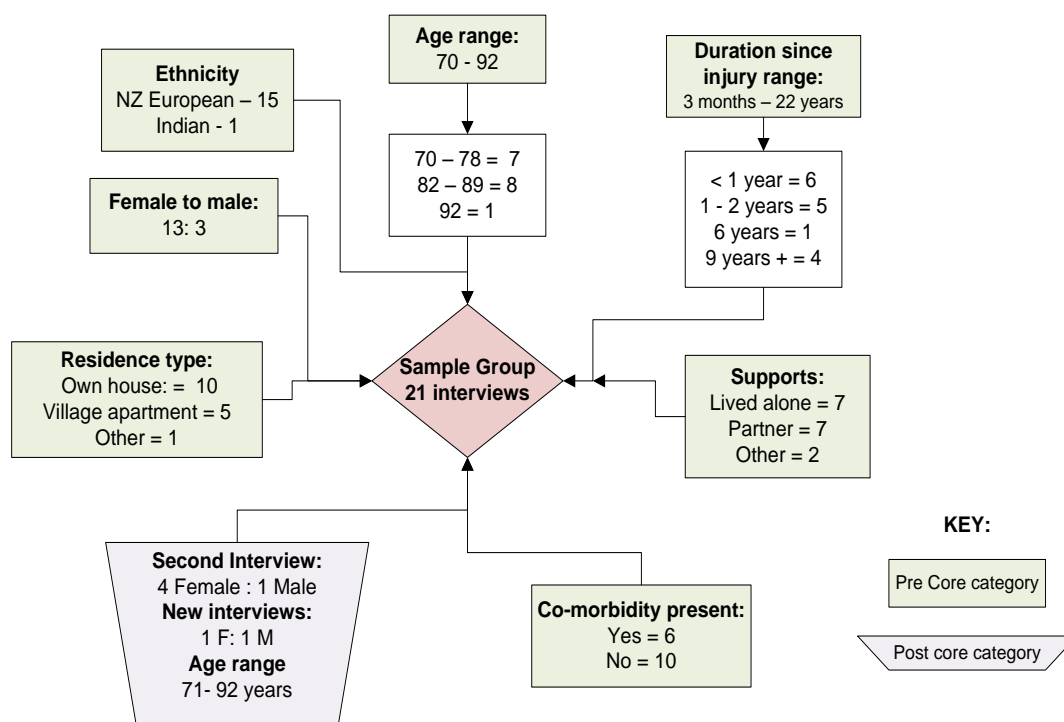 Age range:
70 - 92
Ethnicity
NZ European – 15
Indian - 1
Duration since
injury range:
3 months – 22 years
70 – 78 = 7
82 – 89 = 8
92 = 1
< 1 year = 6
1 - 2 years = 5
6 years = 1
9 years + = 4
Female to male:
13: 3
Residence type:
Own house: = 10
Village apartment = 5
Other = 1
Sample Group
21 interviews
Supports:
Lived alone = 7
Partner = 7
Other = 2
Second Interview:
4 Female : 1 Male
New interviews:
1 F: 1 M
Age range
71- 92 years
Co-morbidity present:
Yes = 6
No = 10
KEY:
Pre Core category
Post core category